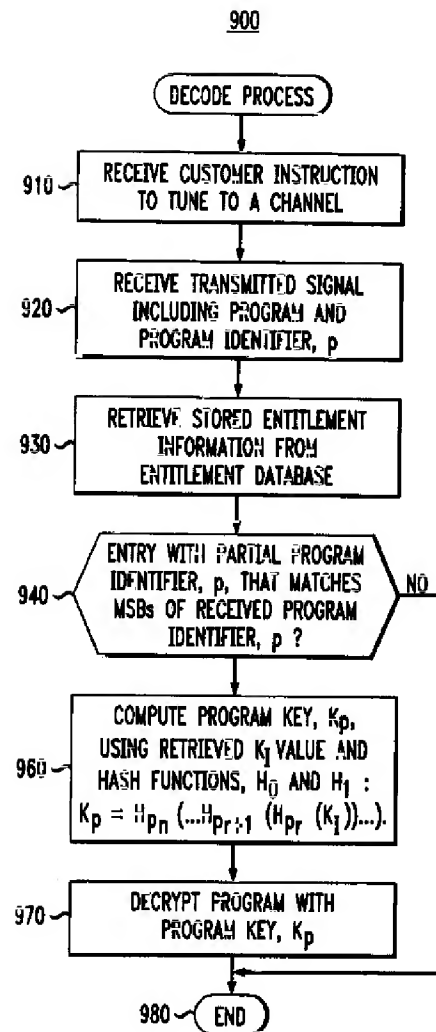 900
DECODE PROCESS
910
RECEIVE CUSTOMER INSTRUCTION
TO TUNE TO A CHANNEL
920
RECEIVE TRANSMITTED SIGNAL
INCLUDING PROGRAM AND
PROGRAM IDENTIFIER, p
930
RETRIEVE STORED ENTITLEMENT
INFORMATION FROM
ENTITLEMENT DATABASE
940
ENTRY WITH PARTIAL PROGRAM
IDENTIFIER, p, THAT MATCHES
MSBs OF RECEIVED PROGRAM
IDENTIFIER, p ?
NO
960
COMPUTE PROGRAM KEY, Kp,
USING RETRIEVED KI VALUE AND
HASH FUNCTIONS, H0 AND H1 :
Kp = Hpn (...Hpr+1 (Hpr (KI))...).
970
DECRYPT PROGRAM WITH
PROGRAM KEY, Kp
980
END